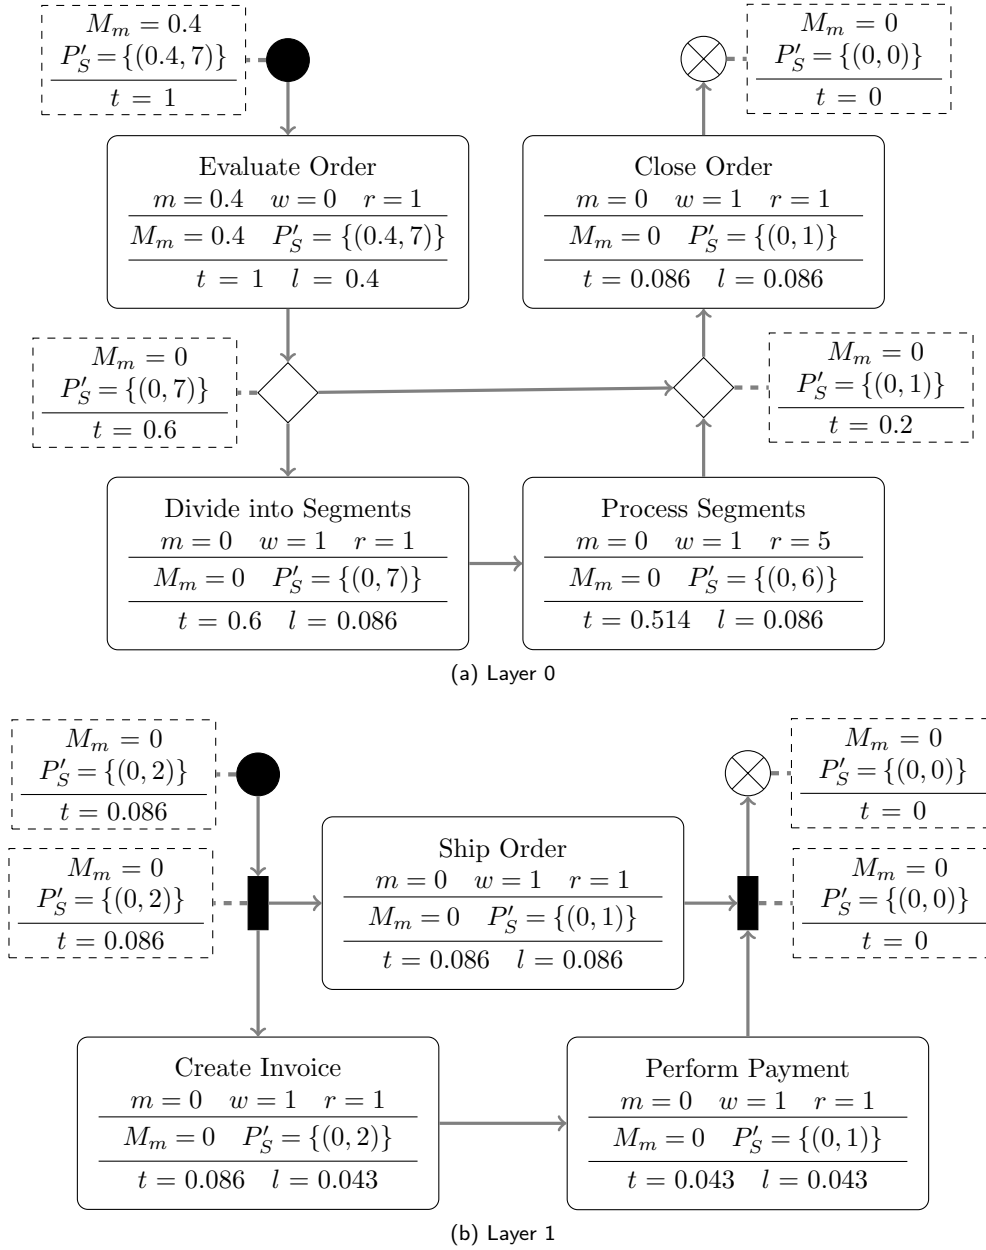 M_m = 0.4
P'_S = {(0.4, 7)}
t = 1
M_m = 0
P'_S = {(0, 0)}
t = 0
Evaluate Order
m = 0.4 w = 0 r = 1
M_m = 0.4 P'_S = {(0.4, 7)}
t = 1 l = 0.4
Close Order
m = 0 w = 1 r = 1
M_m = 0 P'_S = {(0, 1)}
t = 0.086 l = 0.086
M_m = 0
P'_S = {(0, 7)}
t = 0.6
M_m = 0
P'_S = {(0, 1)}
t = 0.2
Divide into Segments
m = 0 w = 1 r = 1
M_m = 0 P'_S = {(0, 7)}
t = 0.6 l = 0.086
Process Segments
m = 0 w = 1 r = 5
M_m = 0 P'_S = {(0, 6)}
t = 0.514 l = 0.086
(a) Layer 0
M_m = 0
P'_S = {(0, 2)}
t = 0.086
M_m = 0
P'_S = {(0, 0)}
t = 0
M_m = 0
P'_S = {(0, 2)}
t = 0.086
Ship Order
m = 0 w = 1 r = 1
M_m = 0 P'_S = {(0, 1)}
t = 0.086 l = 0.086
M_m = 0
P'_S = {(0, 0)}
t = 0
Create Invoice
m = 0 w = 1 r = 1
M_m = 0 P'_S = {(0, 2)}
t = 0.086 l = 0.043
Perform Payment
m = 0 w = 1 r = 1
M_m = 0 P'_S = {(0, 1)}
t = 0.043 l = 0.043
(b) Layer 1